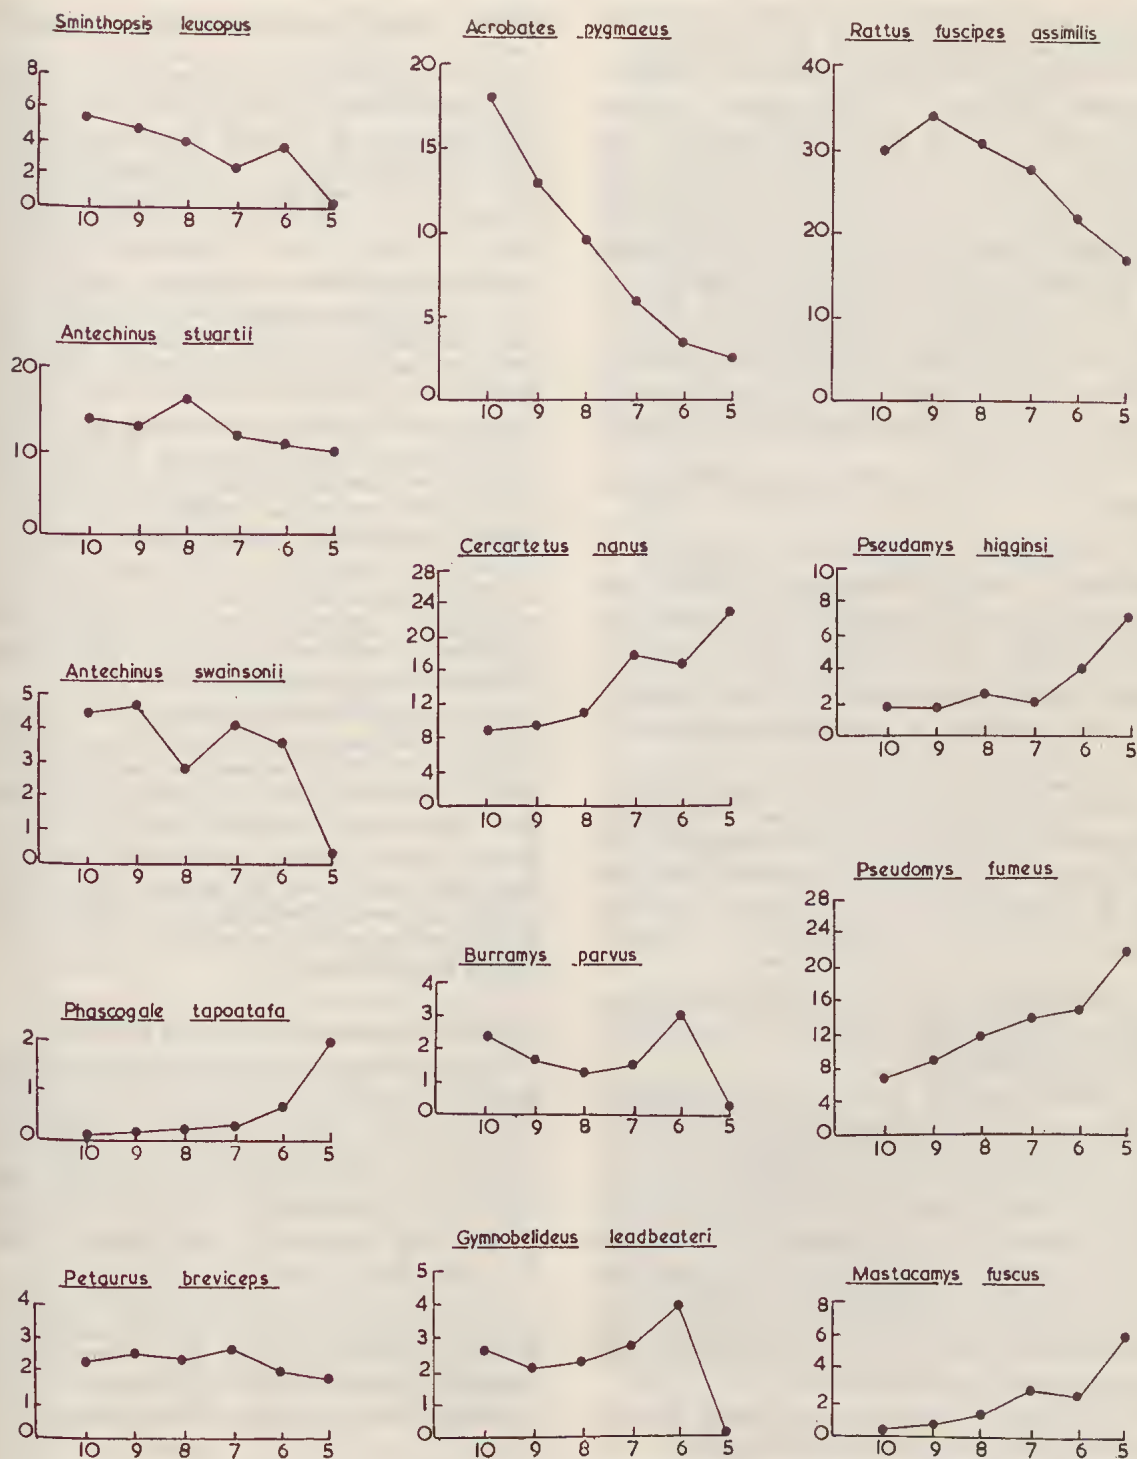 Sminthopsis leucopus
8
6
4
2
0
10 9 8 7 6 5
Antechinus stuartii
20
10
0
10 9 8 7 6 5
Antechinus swainsonii
5
4
3
2
1
0
10 9 8 7 6 5
Phascogale tapoatafa
2
1
0
10 9 8 7 6 5
Petaurus breviceps
4
3
2
1
0
10 9 8 7 6 5
Acrobates pygmaeus
20
15
10
5
0
10 9 8 7 6 5
Cercartetus nanus
28
24
20
16
12
8
4
0
10 9 8 7 6 5
Burramys parvus
4
3
2
1
0
10 9 8 7 6 5
Gymnobelideus leadbeateri
5
4
3
2
1
0
10 9 8 7 6 5
Rattus fuscipes assimilis
40
30
20
10
0
10 9 8 7 6 5
Pseudamys higginsi
10
8
6
4
2
0
10 9 8 7 6 5
Pseudomys fumeus
28
24
20
16
12
8
4
0
10 9 8 7 6 5
Mastacamys fuscus
8
6
4
2
0
10 9 8 7 6 5